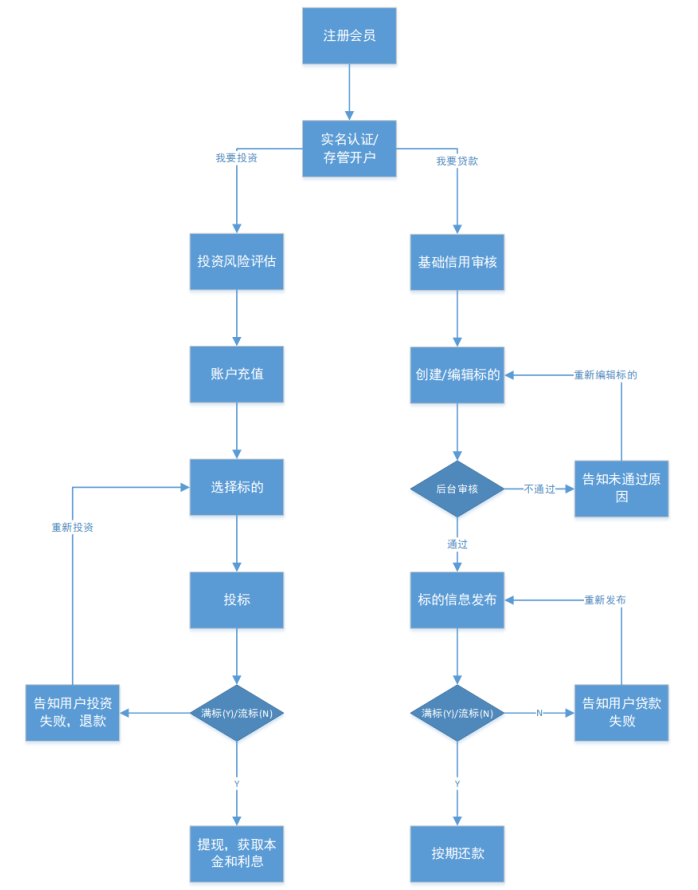 注册会员
实名认证/
存管开户
我要投资
我要贷款
投资风险评估
基础信用审核
账户充值
创建/编辑标的
重新编辑标的
选择标的
后台审核
不通过
告知未通过原
因
重新投资
通过
投标
标的信息发布
重新发布
告知用户投资
失败，退款
满标(Y)/流标(N)
满标(Y)/流标(N)
N
告知用户贷款
失败
Y
Y
提现，获取本
金和利息
按期还款